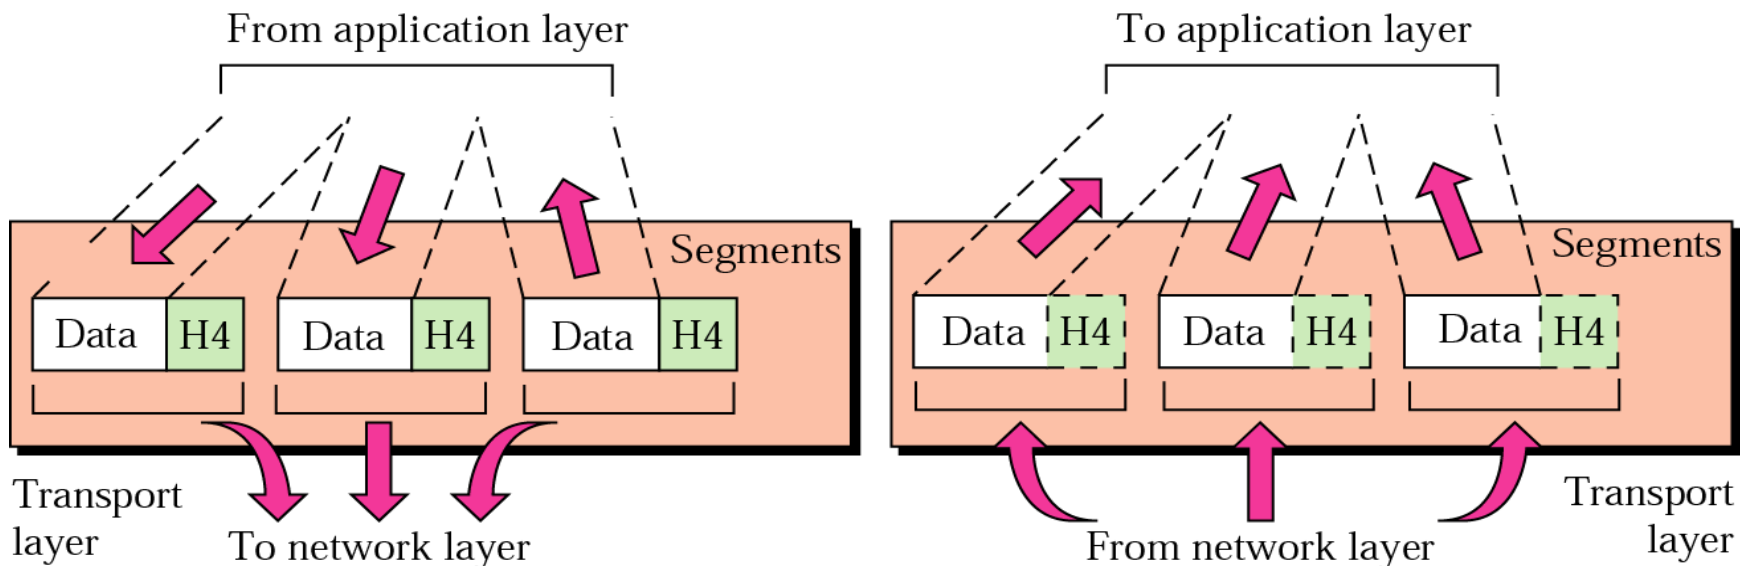 From application layer
Segments
Data H4 Data H4 Data H4
Transport
layer
To network layer
To application layer
Segments
Data H4 Data H4 Data H4
From network layer
Transport
layer